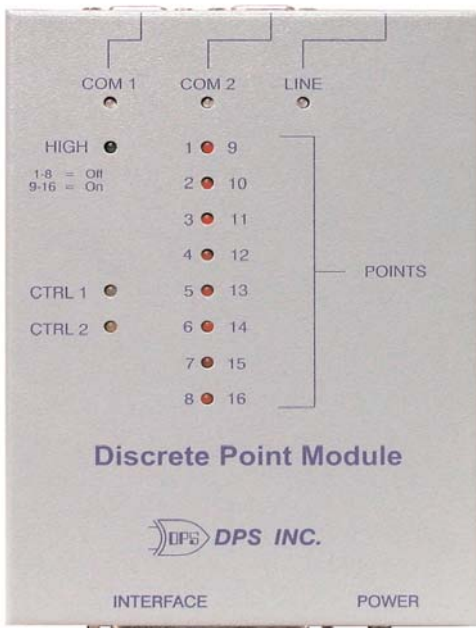 COM 1 COM 2 LINE
HIGH 1 9
1-8 = Off
9-16 = On
2 10
3 11
4 12
POINTS
CTRL 1 5 13
CTRL 2 6 14
7 15
8 16
Discrete Point Module
DPS DPS INC.
INTERFACE POWER